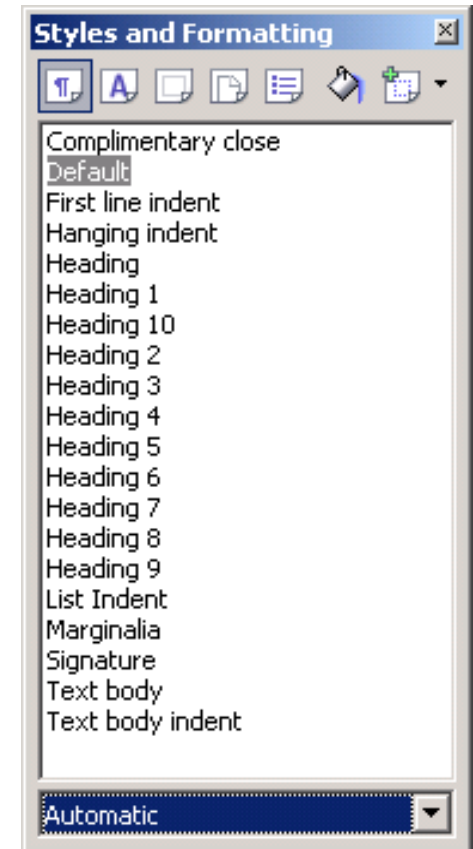 Styles and Formatting
Complimentary close
Default
First line indent
Hanging indent
Heading
Heading 1
Heading 10
Heading 2
Heading 3
Heading 4
Heading 5
Heading 6
Heading 7
Heading 8
Heading 9
List Indent
Marginalia
Signature
Text body
Text body indent
Automatic